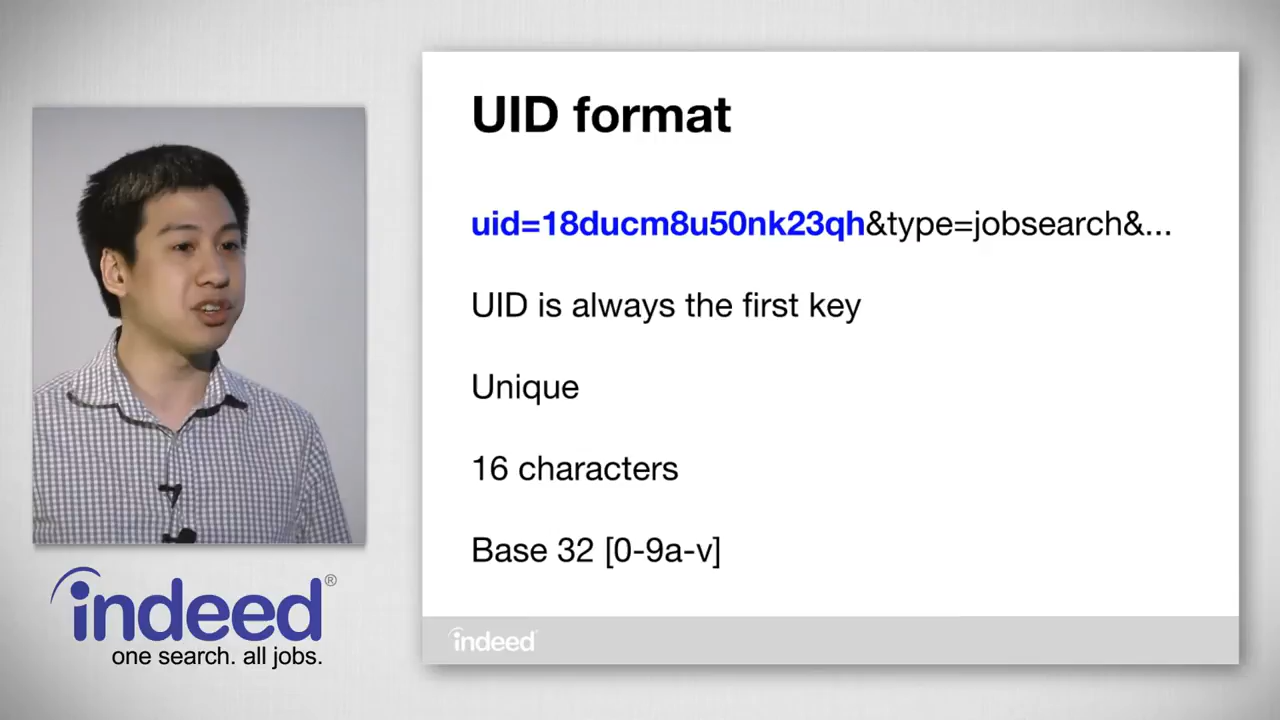 UID format
uid=18ducm8u50nk23qh&type=jobsearch&...
UID is always the first key
Unique
16 characters
Base 32 [0-9a-v]
indeed
indeed®
one search. all jobs.